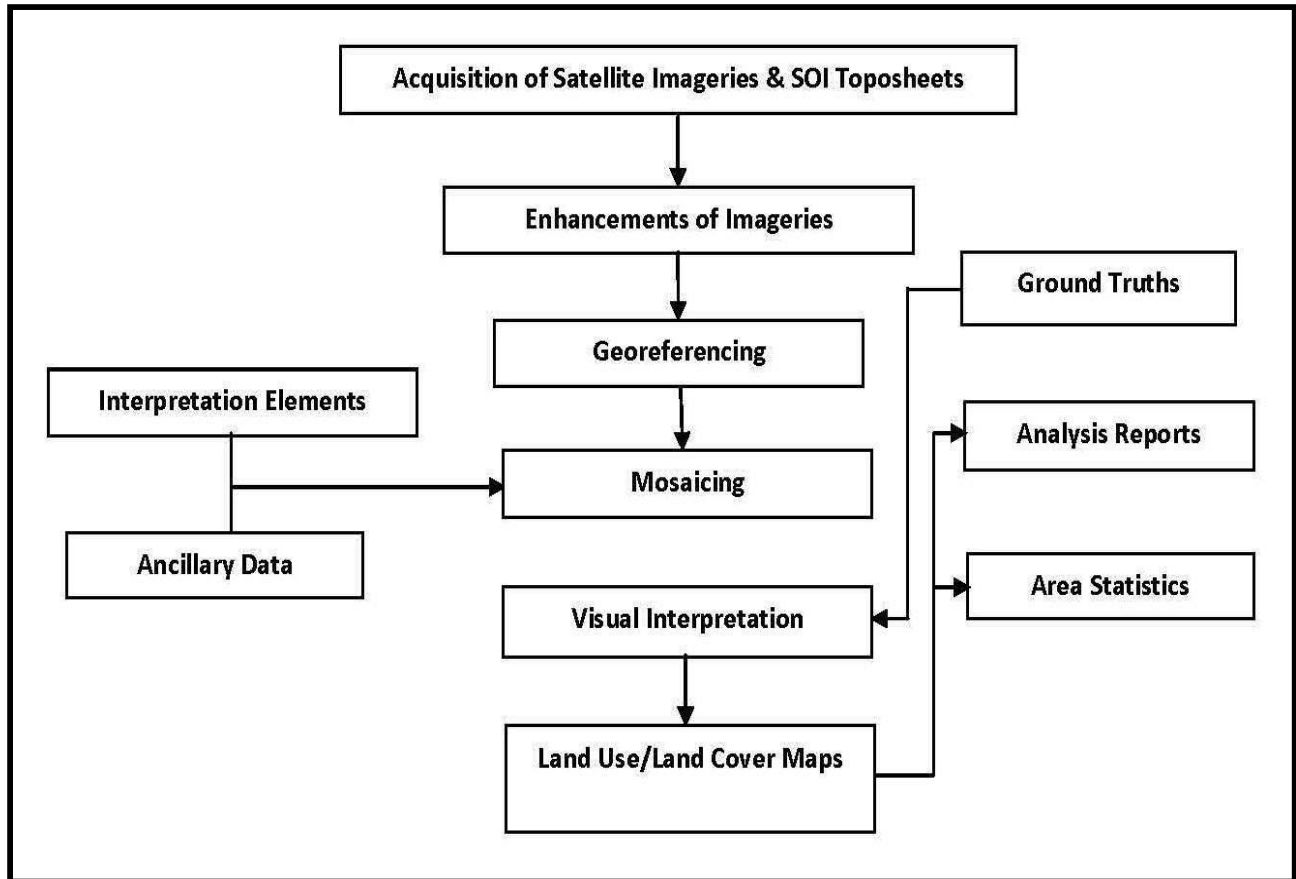 Acquisition of Satellite Imageries & SOI Toposheets
Enhancements of Imageries
Ground Truths
Georeferencing
Interpretation Elements
Analysis Reports
Mosaicing
Ancillary Data
Area Statistics
Visual Interpretation
Land Use/Land Cover Maps